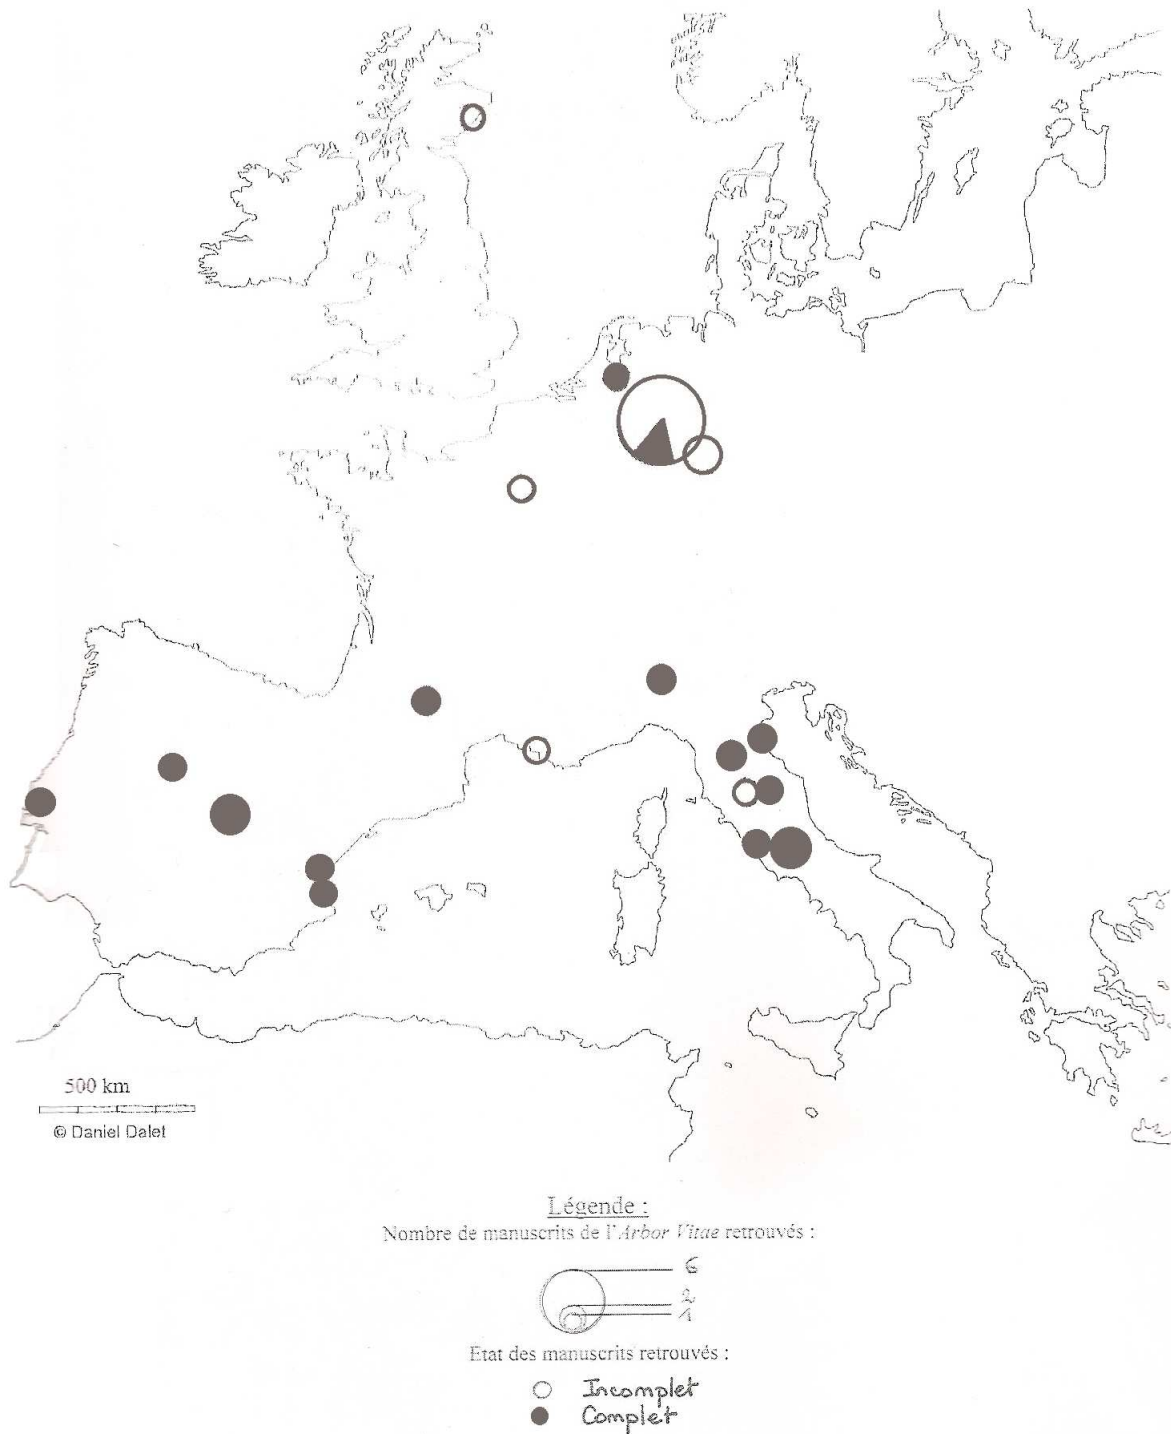 500 km
© Daniel Dalet
Légende :
Nombre de manuscrits de l'Arbor Vitae retrouvés :
6
2
1
Etat des manuscrits retrouvés :
Incomplet
Complet